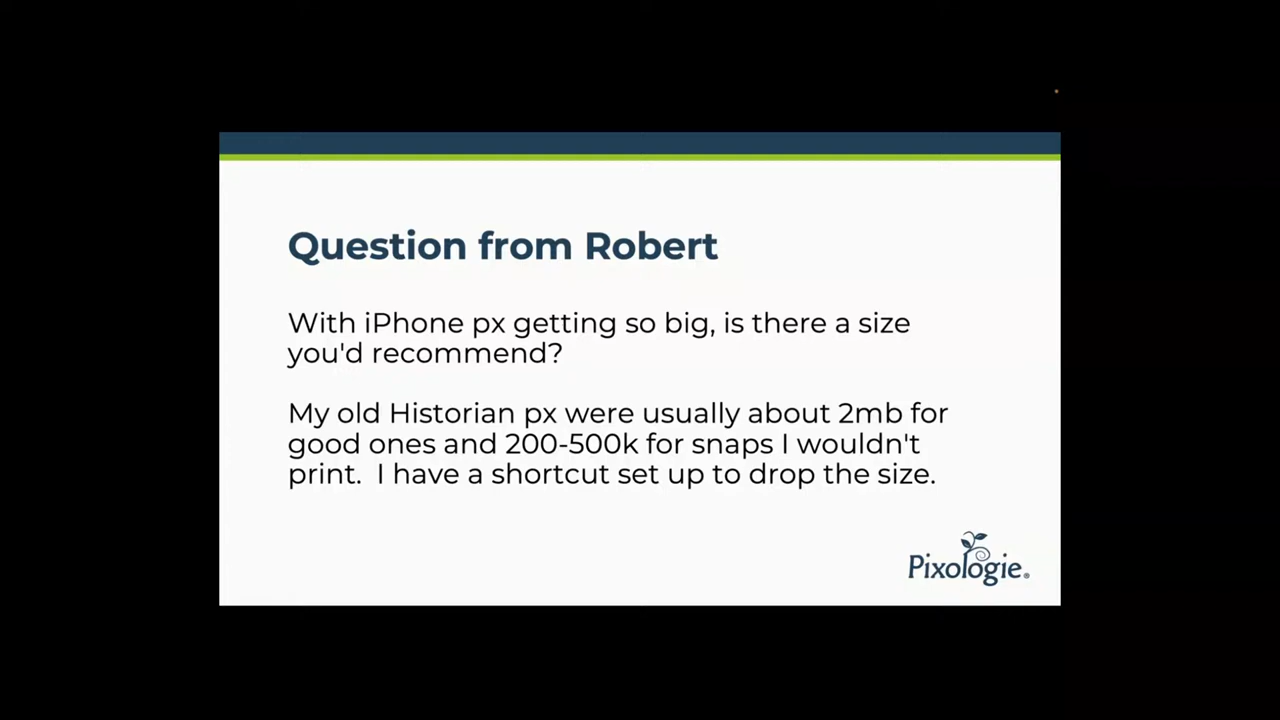 Question from Robert
With iPhone px getting so big, is there a size
you'd recommend?
My old Historian px were usually about 2mb for
good ones and 200-500k for snaps I wouldn't
print.  I have a shortcut set up to drop the size.
Pixologie®